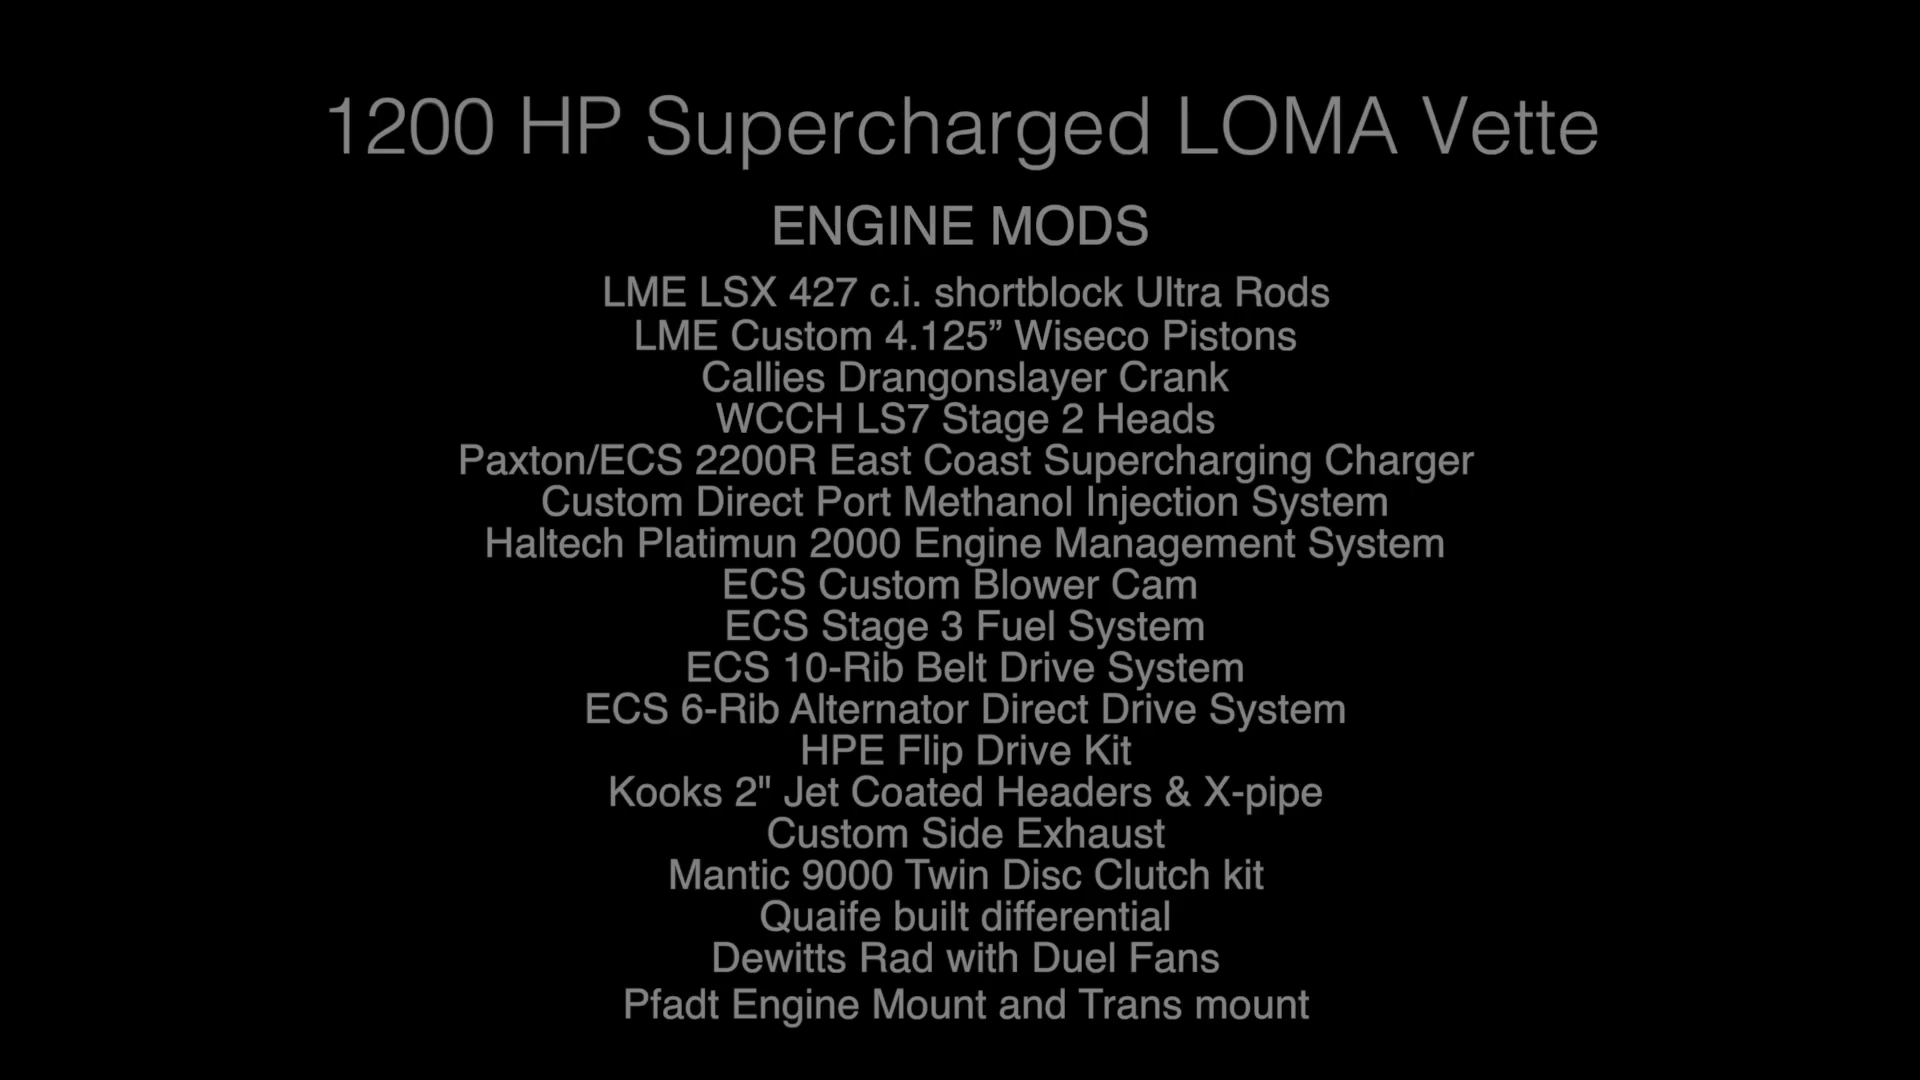 1200 HP Supercharged LOMA Vette
ENGINE MODS
LME LSX 427 c.i. shortblock Ultra Rods
LME Custom 4.125” Wiseco Pistons
Callies Drangonslayer Crank
WCCH LS7 Stage 2 Heads
Paxton/ECS 2200R East Coast Supercharging Charger
Custom Direct Port Methanol Injection System
Haltech Platimun 2000 Engine Management System
ECS Custom Blower Cam
ECS Stage 3 Fuel System
ECS 10-Rib Belt Drive System
ECS 6-Rib Alternator Direct Drive System
HPE Flip Drive Kit
Kooks 2" Jet Coated Headers & X-pipe
Custom Side Exhaust
Mantic 9000 Twin Disc Clutch kit
Quaife built differential
Dewitts Rad with Duel Fans
Pfadt Engine Mount and Trans mount